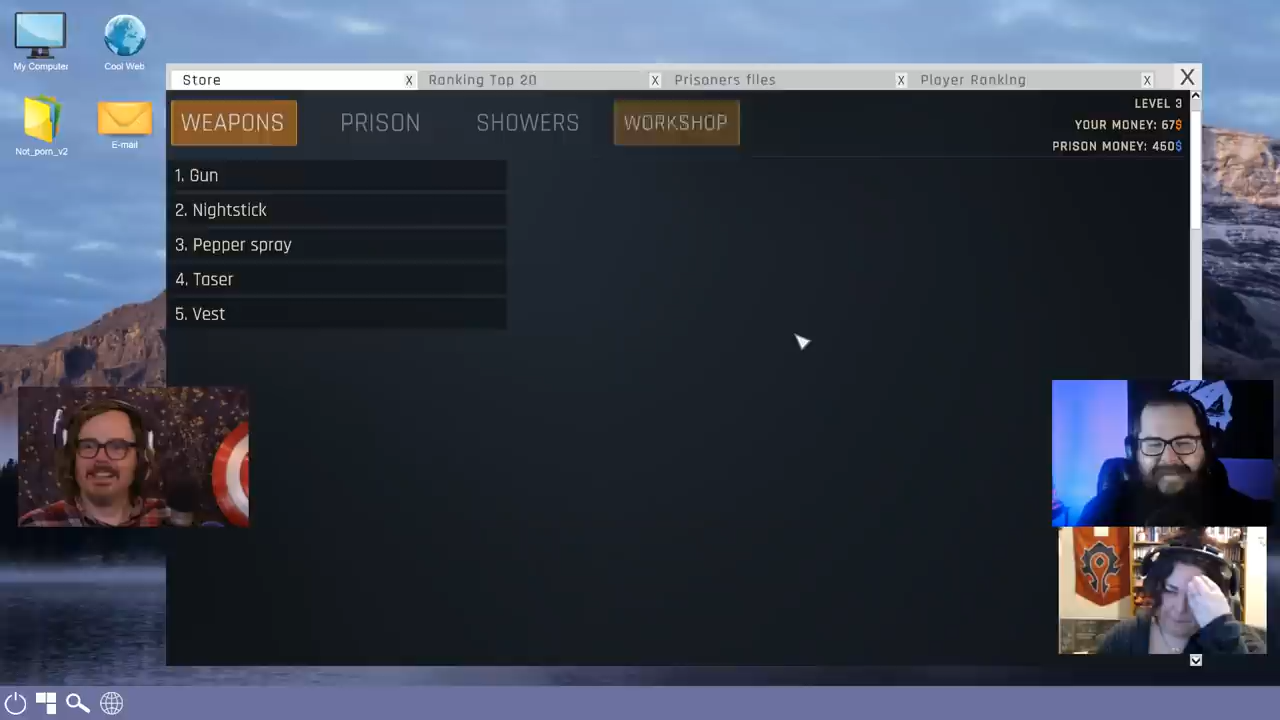 My Computer
Cool Web
Not_porn_v2
E-mail
Store X
Ranking Top 20 X
Prisoners files X
Player Ranking X
X
WEAPONS
PRISON
SHOWERS
WORKSHOP
LEVEL 3
YOUR MONEY: 67$
PRISON MONEY: 460$
1. Gun
2. Nightstick
3. Pepper spray
4. Taser
5. Vest